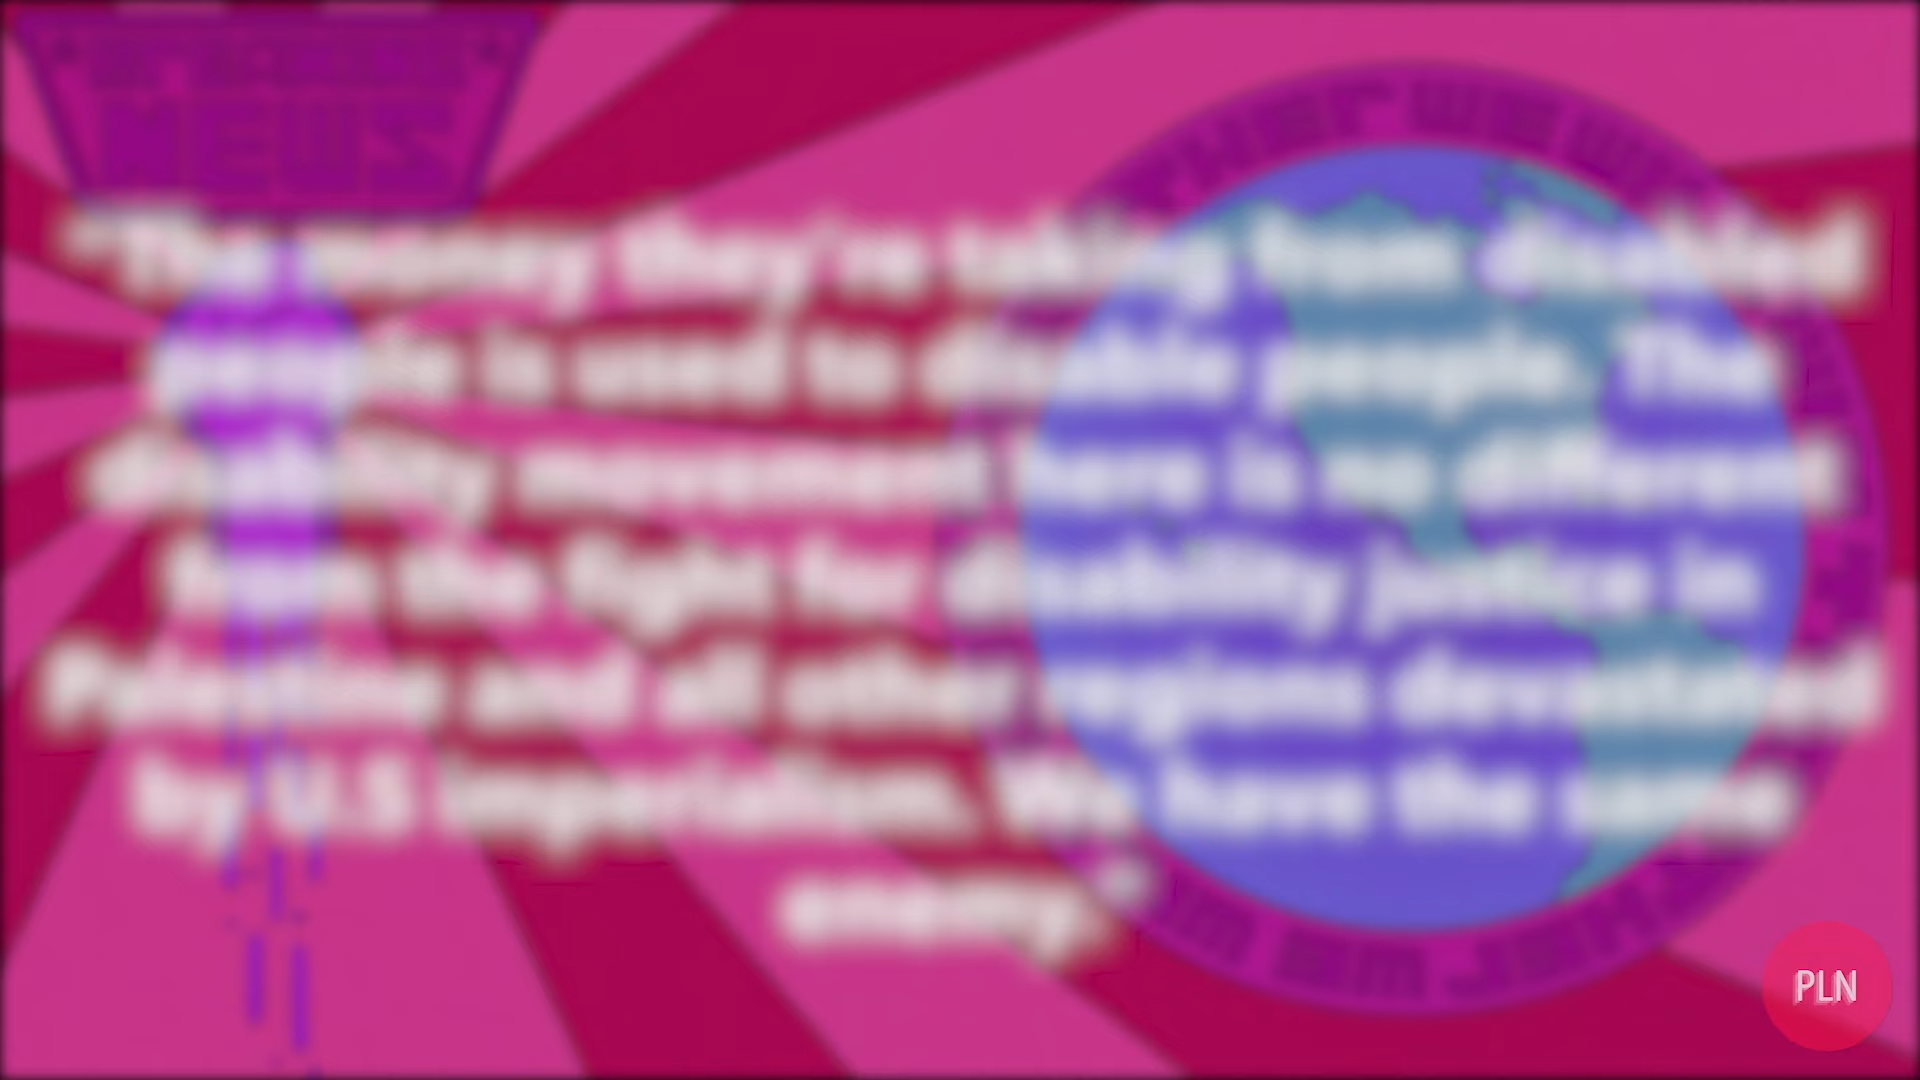 NEWS
"The money they're taking from disabled
people is used to disable people. The
disability movement here is no different
from the fight for disability justice in
Palestine and all other regions devastated
by U.S imperialism. We have the same
enemy."
PLN